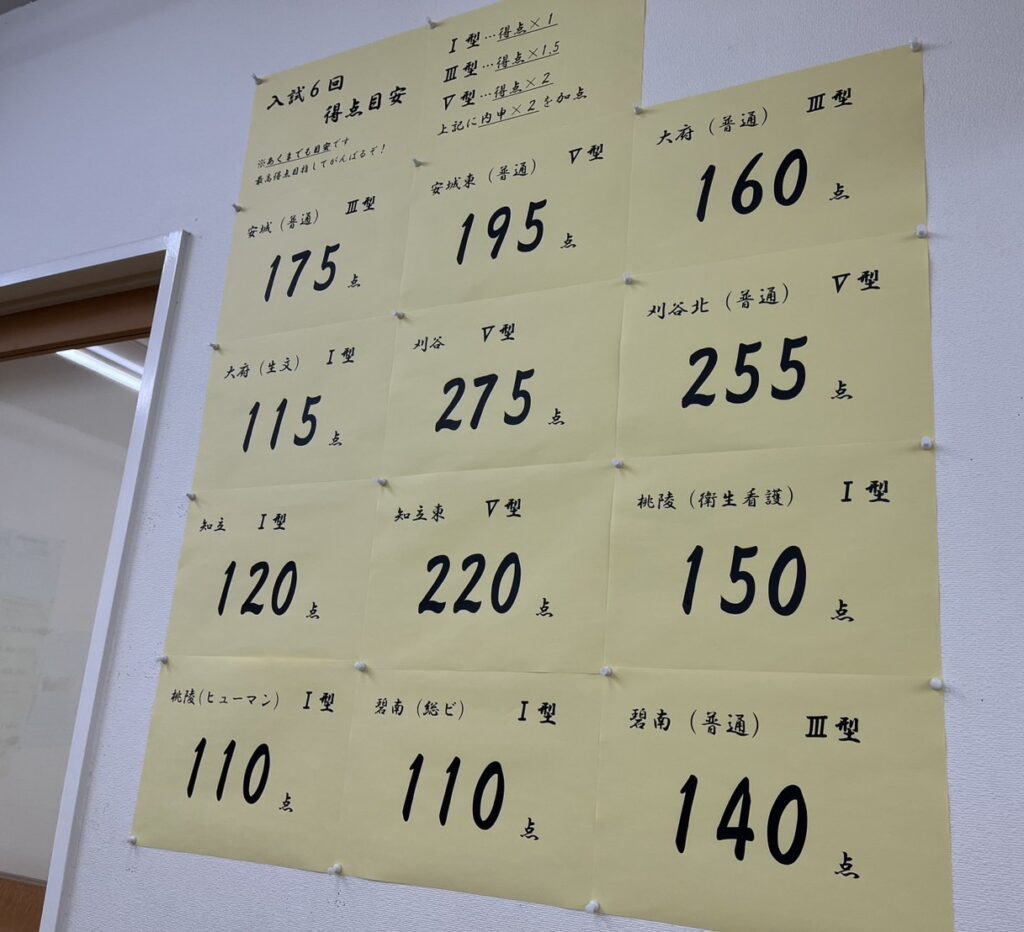 入試6回
得点目安
※あくまでも目安です
最高得点目指してがんばるぞ！
Ⅰ型…得点×1
Ⅲ型…得点×1.5
Ⅴ型…得点×2
上記に内申×2を加点
安城（普通） Ⅲ型
175点
安城東（普通） Ⅴ型
195点
大府（普通） Ⅲ型
160点
大府（生文） Ⅰ型
115点
刈谷 Ⅴ型
275点
刈谷北（普通） Ⅴ型
255点
知立 Ⅰ型
120点
知立東 Ⅴ型
220点
桃陵（衛生看護） Ⅰ型
150点
桃陵（ヒューマン） Ⅰ型
110点
碧南（総ビ） Ⅰ型
110点
碧南（普通） Ⅲ型
140点